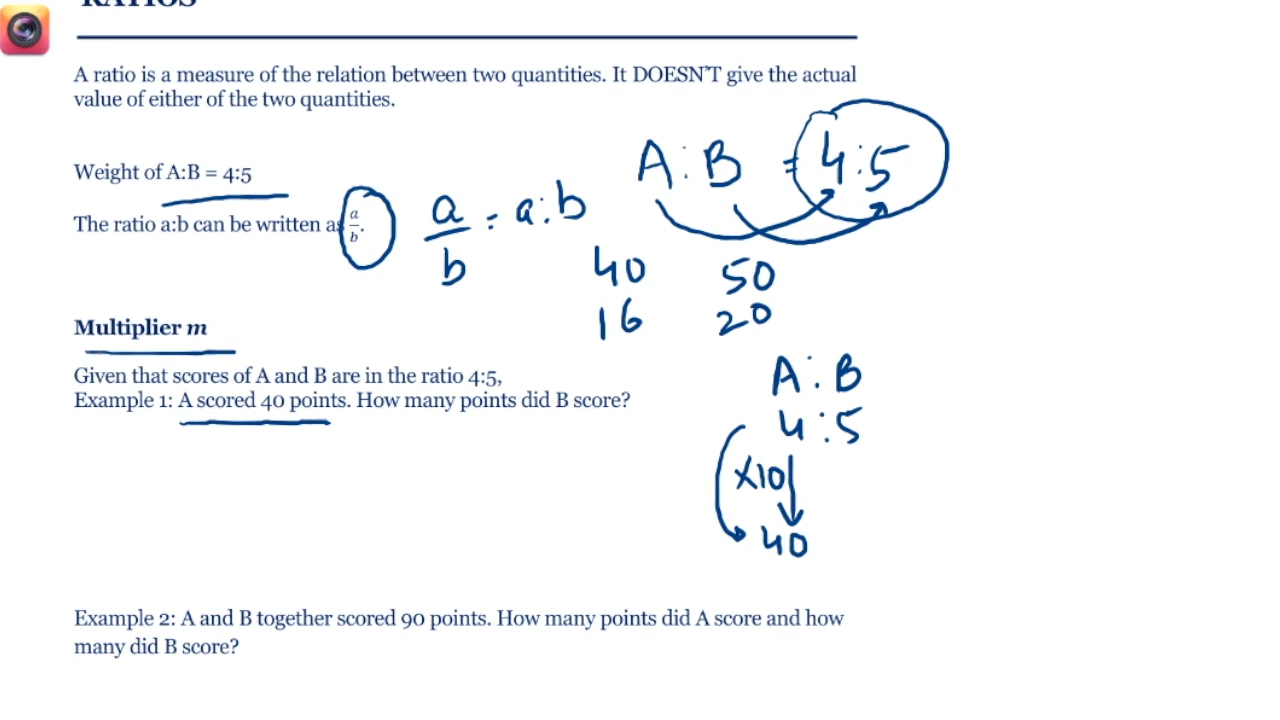 RATIOS
A ratio is a measure of the relation between two quantities. It DOESN'T give the actual
value of either of the two quantities.
A:B = 4:5
Weight of A:B = 4:5
The ratio a:b can be written as a/b.
a/b = a:b
40 50
16 20
Multiplier m
A:B
Given that scores of A and B are in the ratio 4:5,
Example 1: A scored 40 points. How many points did B score?
4:5
×10
40
Example 2: A and B together scored 90 points. How many points did A score and how
many did B score?